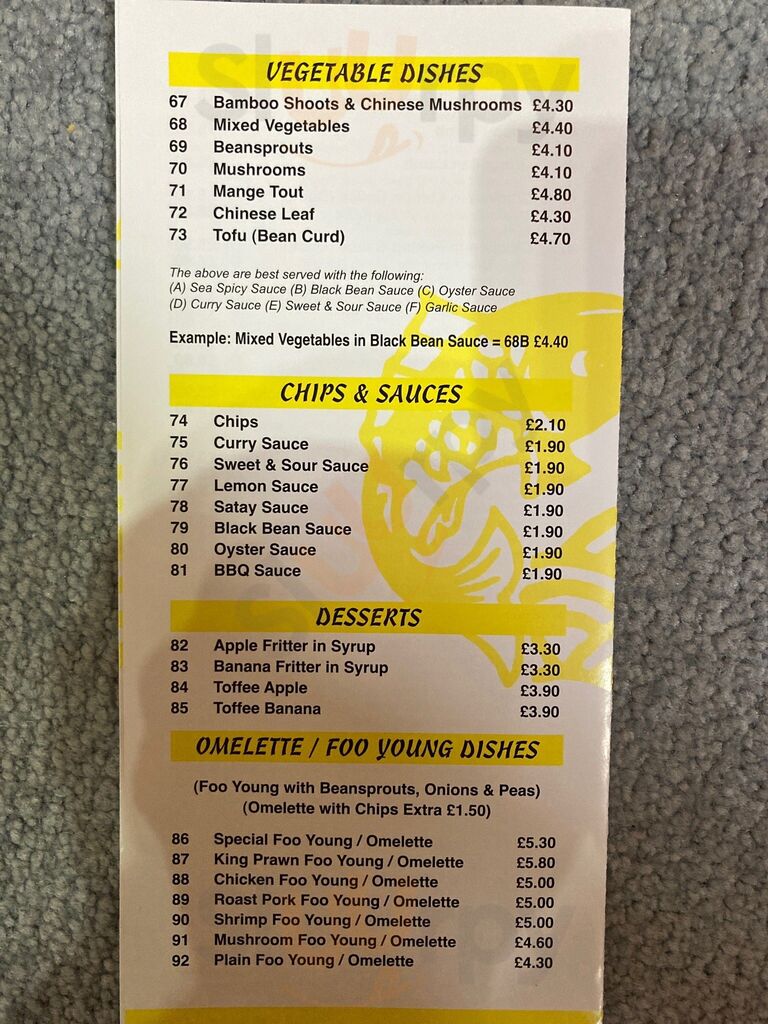 VEGETABLE DISHES
67 Bamboo Shoots & Chinese Mushrooms £4.30
68 Mixed Vegetables £4.40
69 Beansprouts £4.10
70 Mushrooms £4.10
71 Mange Tout £4.80
72 Chinese Leaf £4.30
73 Tofu (Bean Curd) £4.70
The above are best served with the following:
(A) Sea Spicy Sauce (B) Black Bean Sauce (C) Oyster Sauce
(D) Curry Sauce (E) Sweet & Sour Sauce (F) Garlic Sauce
Example: Mixed Vegetables in Black Bean Sauce = 68B £4.40
CHIPS & SAUCES
74 Chips £2.10
75 Curry Sauce £1.90
76 Sweet & Sour Sauce £1.90
77 Lemon Sauce £1.90
78 Satay Sauce £1.90
79 Black Bean Sauce £1.90
80 Oyster Sauce £1.90
81 BBQ Sauce £1.90
DESSERTS
82 Apple Fritter in Syrup £3.30
83 Banana Fritter in Syrup £3.30
84 Toffee Apple £3.90
85 Toffee Banana £3.90
OMELETTE / FOO YOUNG DISHES
(Foo Young with Beansprouts, Onions & Peas)
(Omelette with Chips Extra £1.50)
86 Special Foo Young / Omelette £5.30
87 King Prawn Foo Young / Omelette £5.80
88 Chicken Foo Young / Omelette £5.00
89 Roast Pork Foo Young / Omelette £5.00
90 Shrimp Foo Young / Omelette £5.00
91 Mushroom Foo Young / Omelette £4.60
92 Plain Foo Young / Omelette £4.30